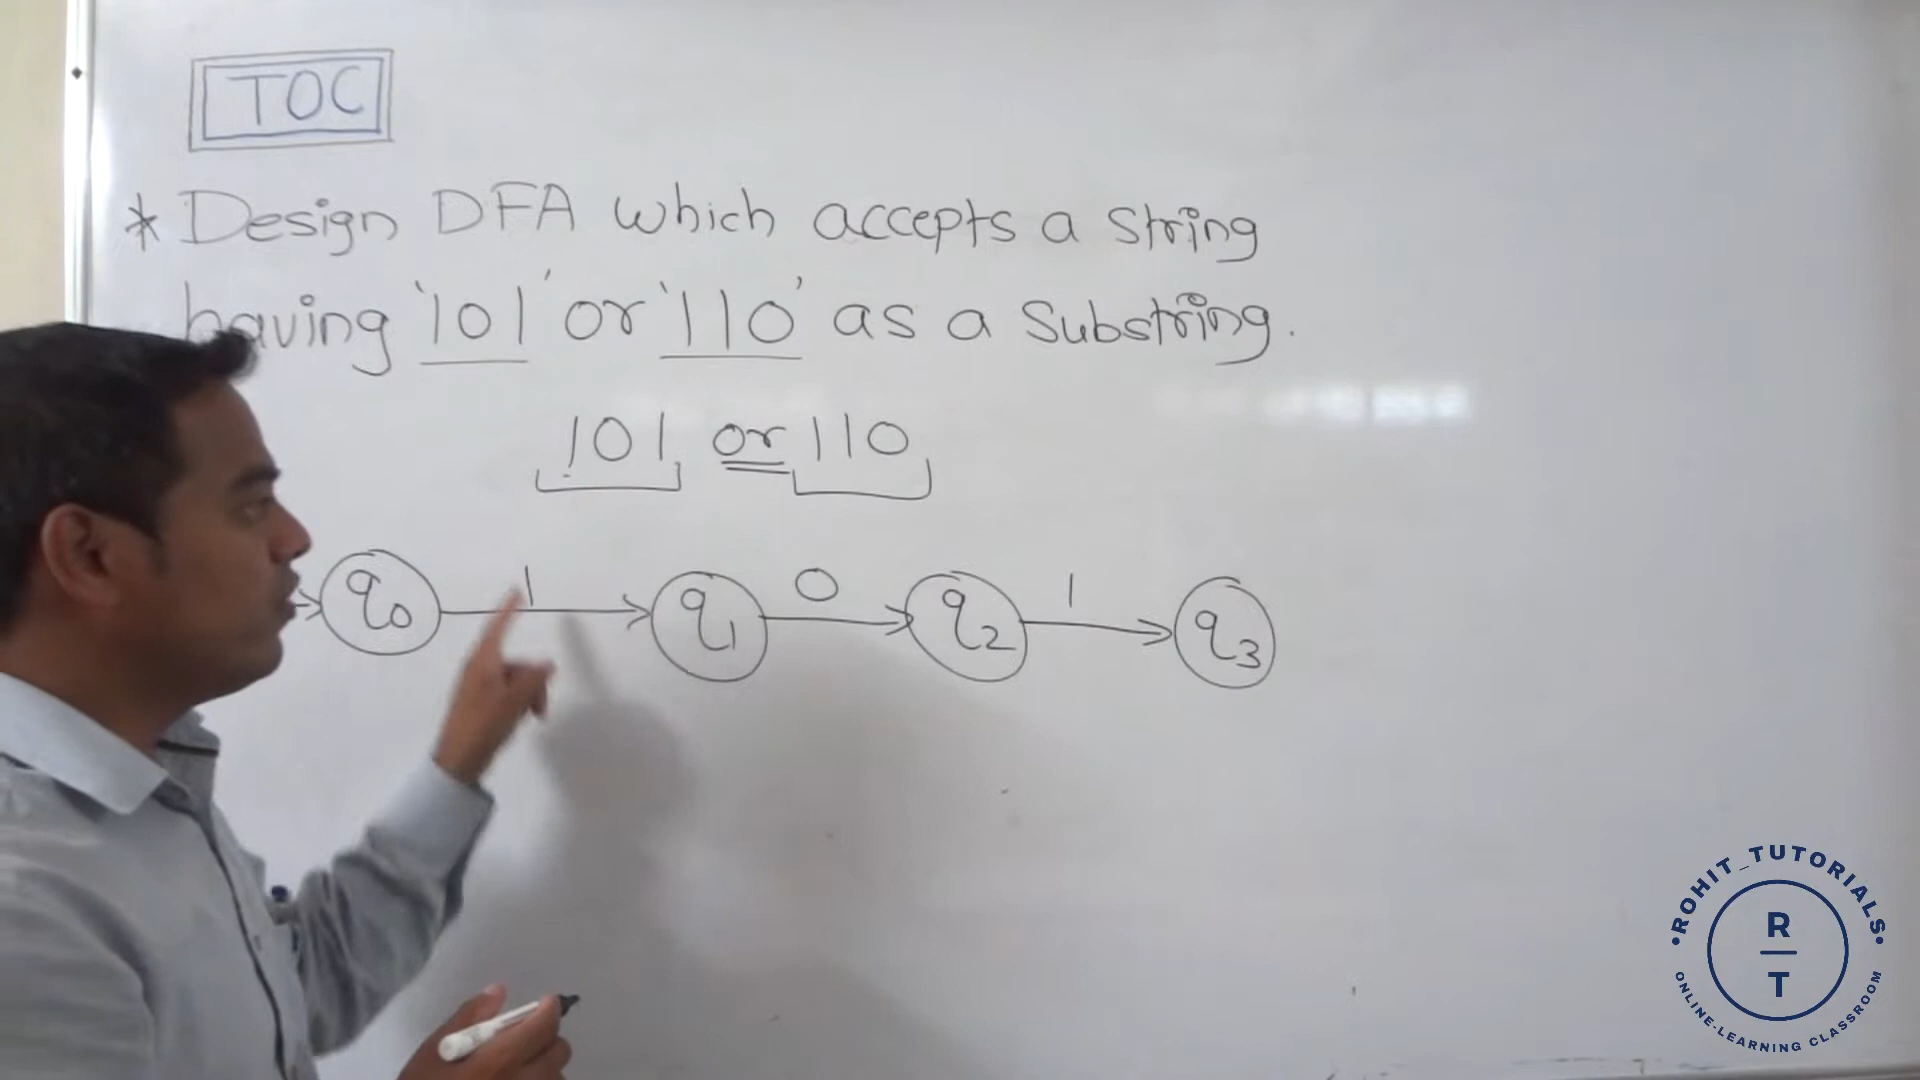 TOC
* Design DFA which accepts a string
having '101' or '110' as a Substring.
101 or 110
q0 1 q1 0 q2 1 q3
•ROHIT_TUTORIALS•
R
T
ONLINE-LEARNING CLASSROOM